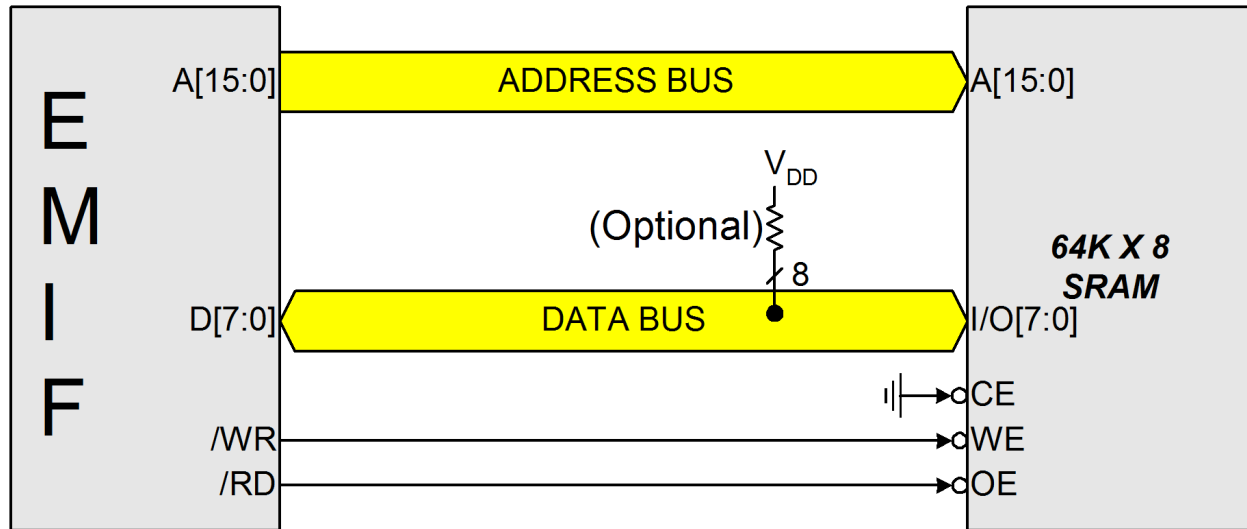 E
M
I
F
A[15:0]
ADDRESS BUS
A[15:0]
VDD
(Optional)
8
64K X 8
SRAM
D[7:0]
DATA BUS
I/O[7:0]
CE
/WR
WE
/RD
OE